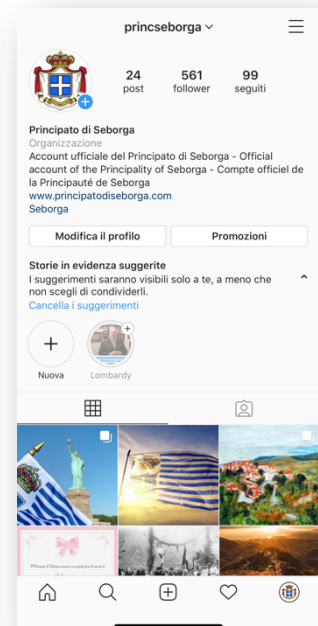 princseborga
24 561 99
post follower seguiti
Principato di Seborga
Organizzazione
Account ufficiale del Principato di Seborga - Official
account of the Principality of Seborga - Compte officiel de
la Principauté de Seborga
www.principatodiseborga.com
Seborga
Modifica il profilo Promozioni
Storie in evidenza suggerite
I suggerimenti saranno visibili solo a te, a meno che
non scegli di condividerli.
Cancella i suggerimenti
Nuova Lombardy